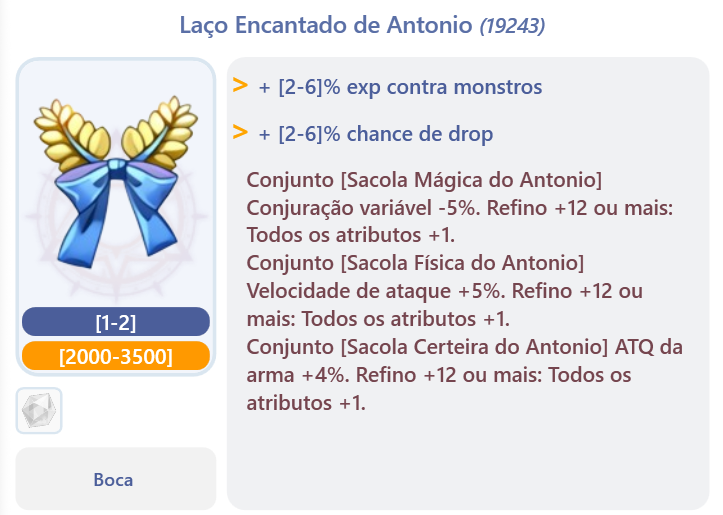 Laço Encantado de Antonio (19243)
> + [2-6]% exp contra monstros
> + [2-6]% chance de drop
Conjunto [Sacola Mágica do Antonio]
Conjuração variável -5%. Refino +12 ou mais:
Todos os atributos +1.
Conjunto [Sacola Física do Antonio]
Velocidade de ataque +5%. Refino +12 ou
mais: Todos os atributos +1.
Conjunto [Sacola Certeira do Antonio] ATQ da
arma +4%. Refino +12 ou mais: Todos os
atributos +1.
[1-2]
[2000-3500]
Boca